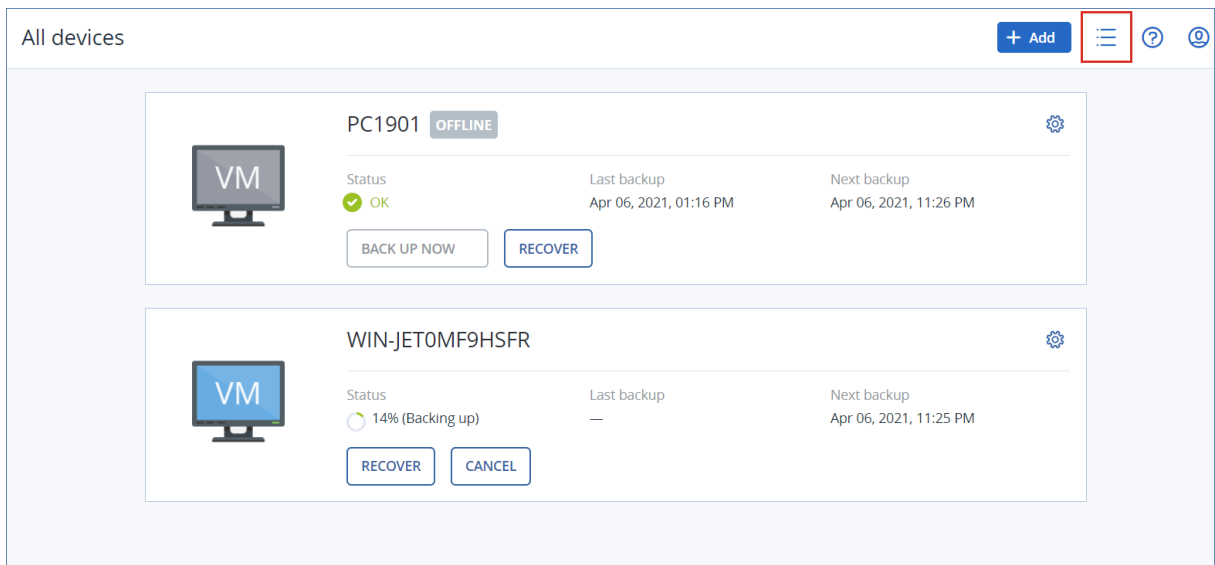 All devices
+ Add
PC1901 OFFLINE
VM
Status Last backup Next backup
OK Apr 06, 2021, 01:16 PM Apr 06, 2021, 11:26 PM
BACK UP NOW RECOVER
WIN-JET0MF9HSFR
VM
Status Last backup Next backup
14% (Backing up) — Apr 06, 2021, 11:25 PM
RECOVER CANCEL